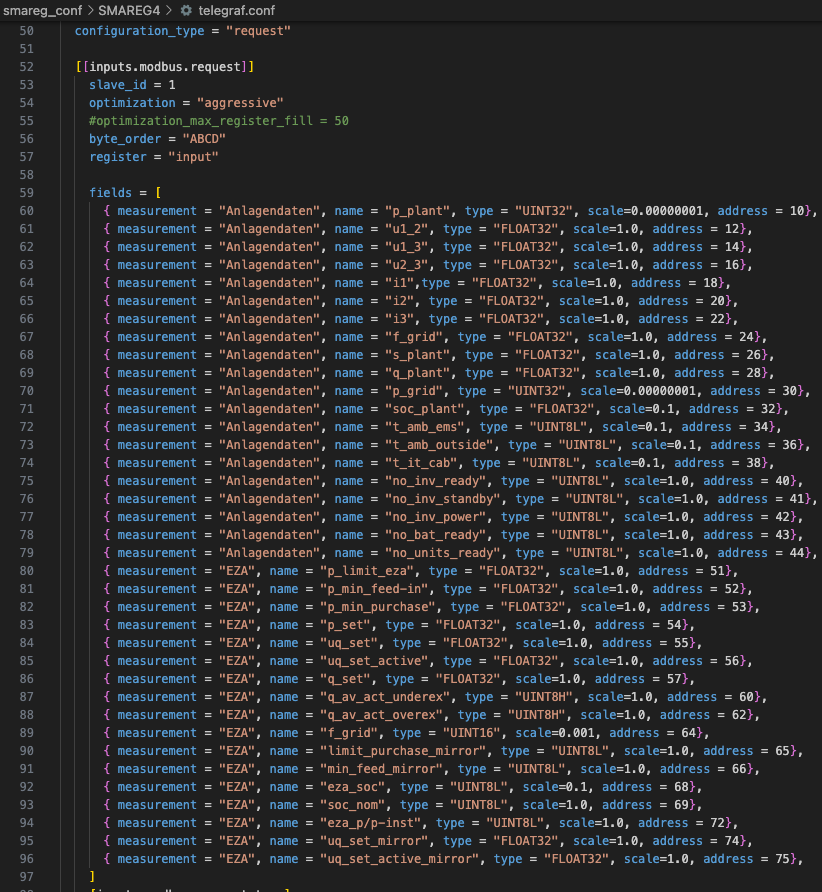 smareg_conf > SMAREG4 > telegraf.conf
50 configuration_type = "request"
51
52 [[inputs.modbus.request]]
53 slave_id = 1
54 optimization = "aggressive"
55 #optimization_max_register_fill = 50
56 byte_order = "ABCD"
57 register = "input"
58
59 fields = [
60 { measurement = "Anlagendaten", name = "p_plant", type = "UINT32", scale=0.00000001, address = 10},
61 { measurement = "Anlagendaten", name = "u1_2", type = "FLOAT32", scale=1.0, address = 12},
62 { measurement = "Anlagendaten", name = "u1_3", type = "FLOAT32", scale=1.0, address = 14},
63 { measurement = "Anlagendaten", name = "u2_3", type = "FLOAT32", scale=1.0, address = 16},
64 { measurement = "Anlagendaten", name = "i1",type = "FLOAT32", scale=1.0, address = 18},
65 { measurement = "Anlagendaten", name = "i2", type = "FLOAT32", scale=1.0, address = 20},
66 { measurement = "Anlagendaten", name = "i3", type = "FLOAT32", scale=1.0, address = 22},
67 { measurement = "Anlagendaten", name = "f_grid", type = "FLOAT32", scale=1.0, address = 24},
68 { measurement = "Anlagendaten", name = "s_plant", type = "FLOAT32", scale=1.0, address = 26},
69 { measurement = "Anlagendaten", name = "q_plant", type = "FLOAT32", scale=1.0, address = 28},
70 { measurement = "Anlagendaten", name = "p_grid", type = "UINT32", scale=0.00000001, address = 30},
71 { measurement = "Anlagendaten", name = "soc_plant", type = "FLOAT32", scale=0.1, address = 32},
72 { measurement = "Anlagendaten", name = "t_amb_ems", type = "UINT8L", scale=0.1, address = 34},
73 { measurement = "Anlagendaten", name = "t_amb_outside", type = "UINT8L", scale=0.1, address = 36},
74 { measurement = "Anlagendaten", name = "t_it_cab", type = "UINT8L", scale=0.1, address = 38},
75 { measurement = "Anlagendaten", name = "no_inv_ready", type = "UINT8L", scale=1.0, address = 40},
76 { measurement = "Anlagendaten", name = "no_inv_standby", type = "UINT8L", scale=1.0, address = 41},
77 { measurement = "Anlagendaten", name = "no_inv_power", type = "UINT8L", scale=1.0, address = 42},
78 { measurement = "Anlagendaten", name = "no_bat_ready", type = "UINT8L", scale=1.0, address = 43},
79 { measurement = "Anlagendaten", name = "no_units_ready", type = "UINT8L", scale=1.0, address = 44},
80 { measurement = "EZA", name = "p_limit_eza", type = "FLOAT32", scale=1.0, address = 51},
81 { measurement = "EZA", name = "p_min_feed-in", type = "FLOAT32", scale=1.0, address = 52},
82 { measurement = "EZA", name = "p_min_purchase", type = "FLOAT32", scale=1.0, address = 53},
83 { measurement = "EZA", name = "p_set", type = "FLOAT32", scale=1.0, address = 54},
84 { measurement = "EZA", name = "uq_set", type = "FLOAT32", scale=1.0, address = 55},
85 { measurement = "EZA", name = "uq_set_active", type = "FLOAT32", scale=1.0, address = 56},
86 { measurement = "EZA", name = "q_set", type = "FLOAT32", scale=1.0, address = 57},
87 { measurement = "EZA", name = "q_av_act_underex", type = "UINT8H", scale=1.0, address = 60},
88 { measurement = "EZA", name = "q_av_act_overex", type = "UINT8H", scale=1.0, address = 62},
89 { measurement = "EZA", name = "f_grid", type = "UINT16", scale=0.001, address = 64},
90 { measurement = "EZA", name = "limit_purchase_mirror", type = "UINT8L", scale=1.0, address = 65},
91 { measurement = "EZA", name = "min_feed_mirror", type = "UINT8L", scale=1.0, address = 66},
92 { measurement = "EZA", name = "eza_soc", type = "UINT8L", scale=0.1, address = 68},
93 { measurement = "EZA", name = "soc_nom", type = "UINT8L", scale=1.0, address = 69},
94 { measurement = "EZA", name = "eza_p/p-inst", type = "UINT8L", scale=1.0, address = 72},
95 { measurement = "EZA", name = "uq_set_mirror", type = "FLOAT32", scale=1.0, address = 74},
96 { measurement = "EZA", name = "uq_set_active_mirror", type = "FLOAT32", scale=1.0, address = 75},
97 ]